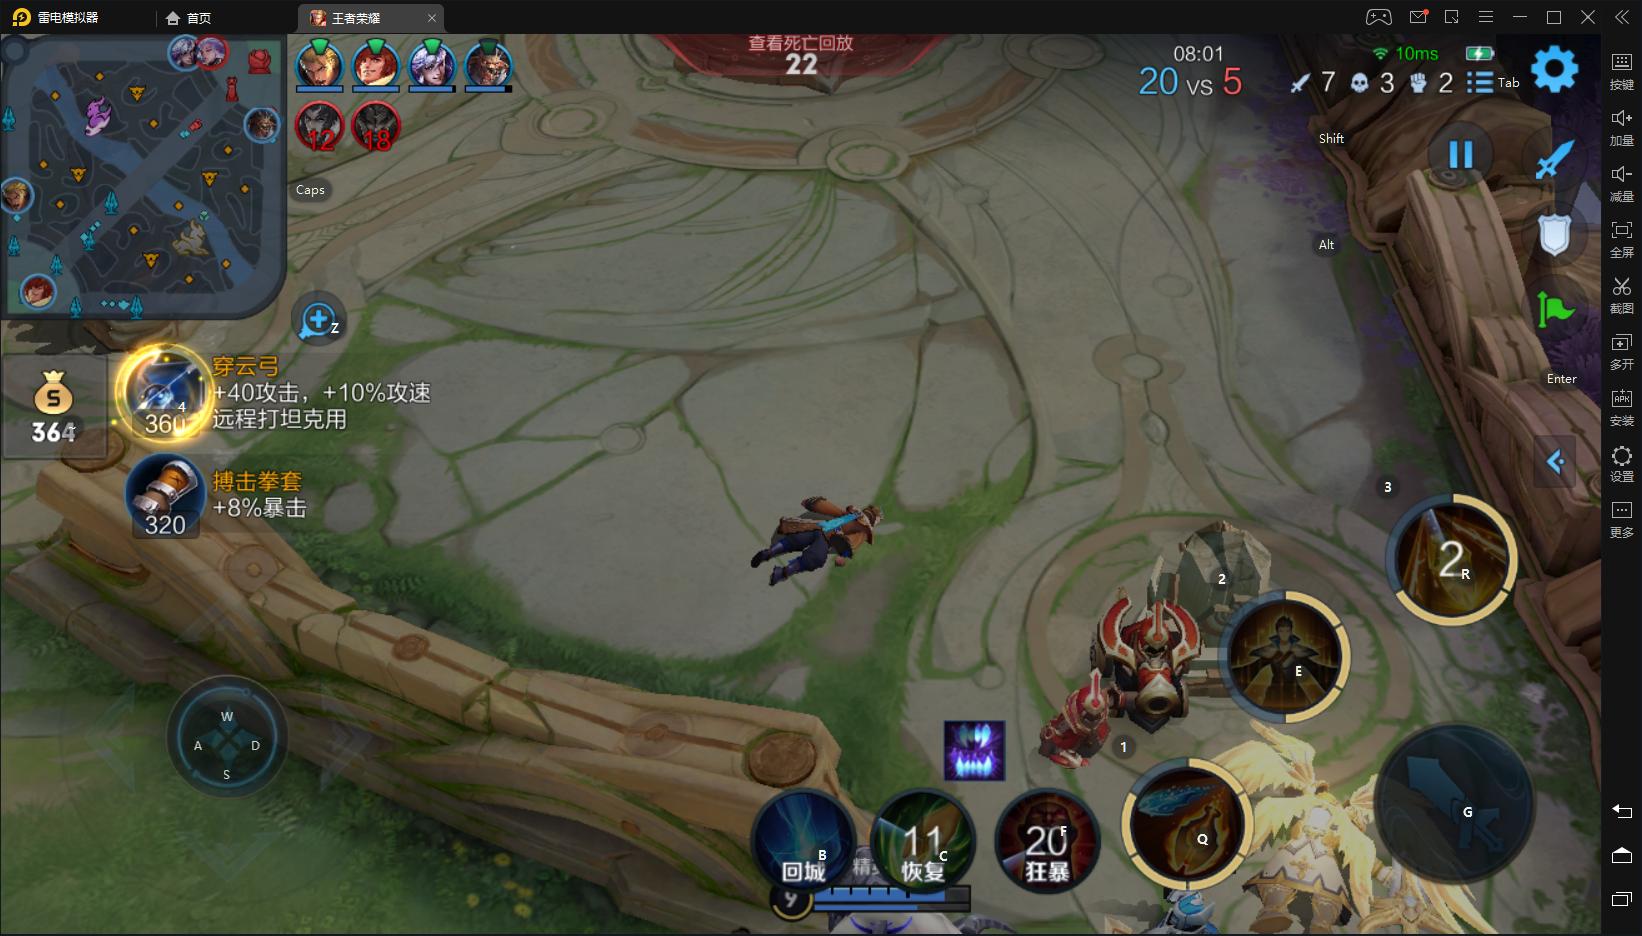 雷电模拟器
首页
王者荣耀
查看死亡回放
22
08:01
10ms
20 vs 5
7
3
2
Tab
12
18
Caps
Shift
Alt
Z
穿云弓
+40攻击，+10%攻速
远程打坦克用
4
360
364
搏击拳套
+8%暴击
320
Enter
3
2
R
2
E
1
Q
G
W
A
D
S
B
回城
11
C
恢复
20
F
狂暴
9
按键
加量
减量
全屏
截图
多开
APK
安装
设置
更多